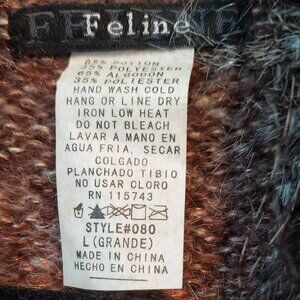 Feline
65% COTTON
35% POLYESTER
65% ALGODON
35% POLIESTER
HAND WASH COLD
HANG OR LINE DRY
IRON LOW HEAT
DO NOT BLEACH
LAVAR A MANO EN
AGUA FRIA, SECAR
COLGADO
PLANCHADO TIBIO
NO USAR CLORO
RN 115743
STYLE#080
L(GRANDE)
MADE IN CHINA
HECHO EN CHINA